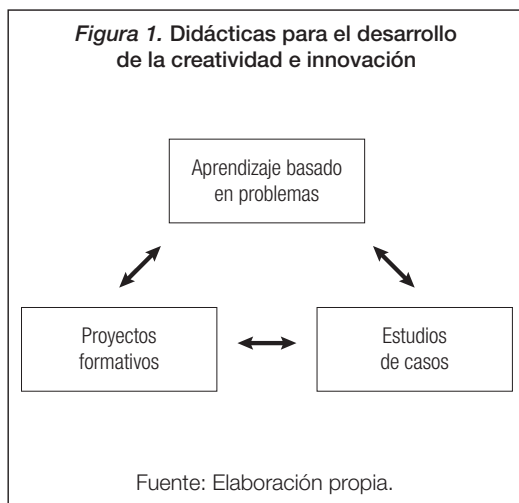 Figura 1. Didácticas para el desarrollo
de la creatividad e innovación
Aprendizaje basado
en problemas
Proyectos
formativos
Estudios
de casos
Fuente: Elaboración propia.